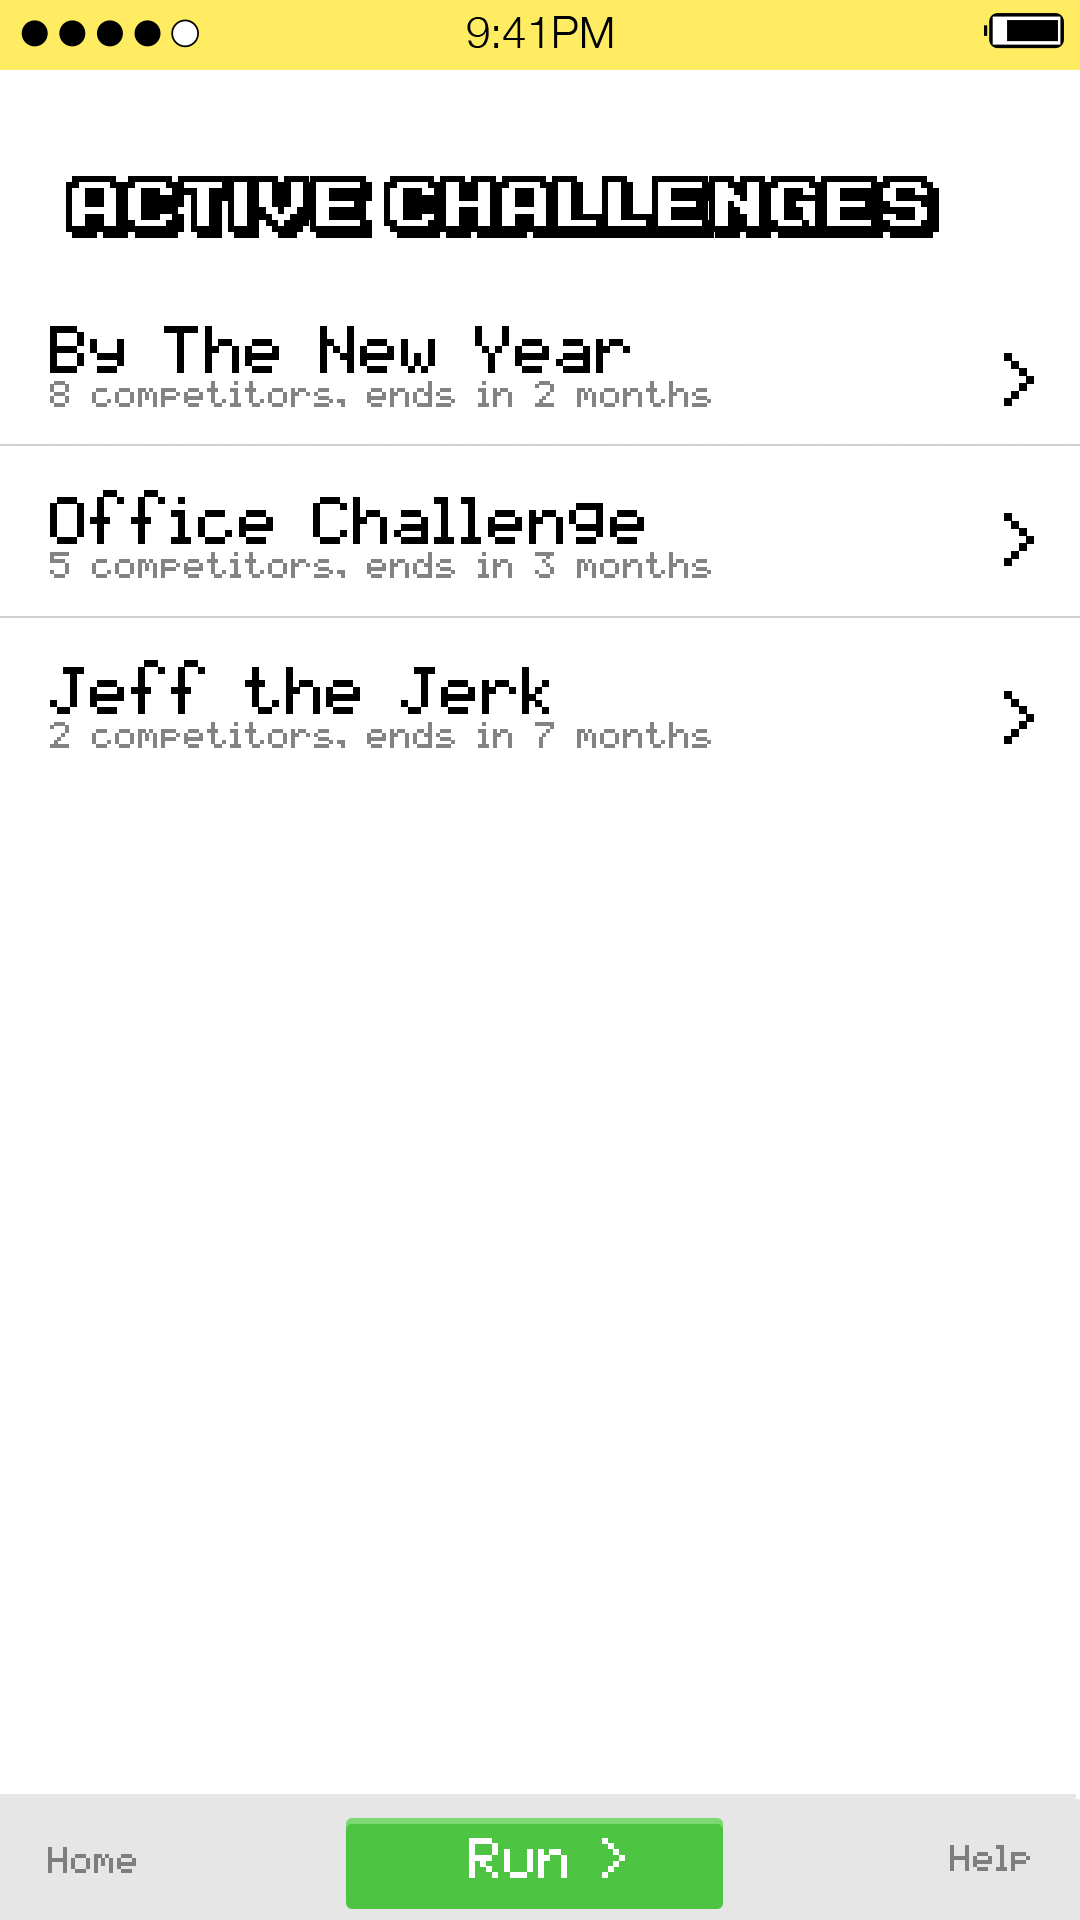 9:41PM
ACTIVE CHALLENGES
By The New Year
8 competitors, ends in 2 months
>
Office Challenge
5 competitors, ends in 3 months
>
Jeff the Jerk
2 competitors, ends in 7 months
>
Home
Run >
Help